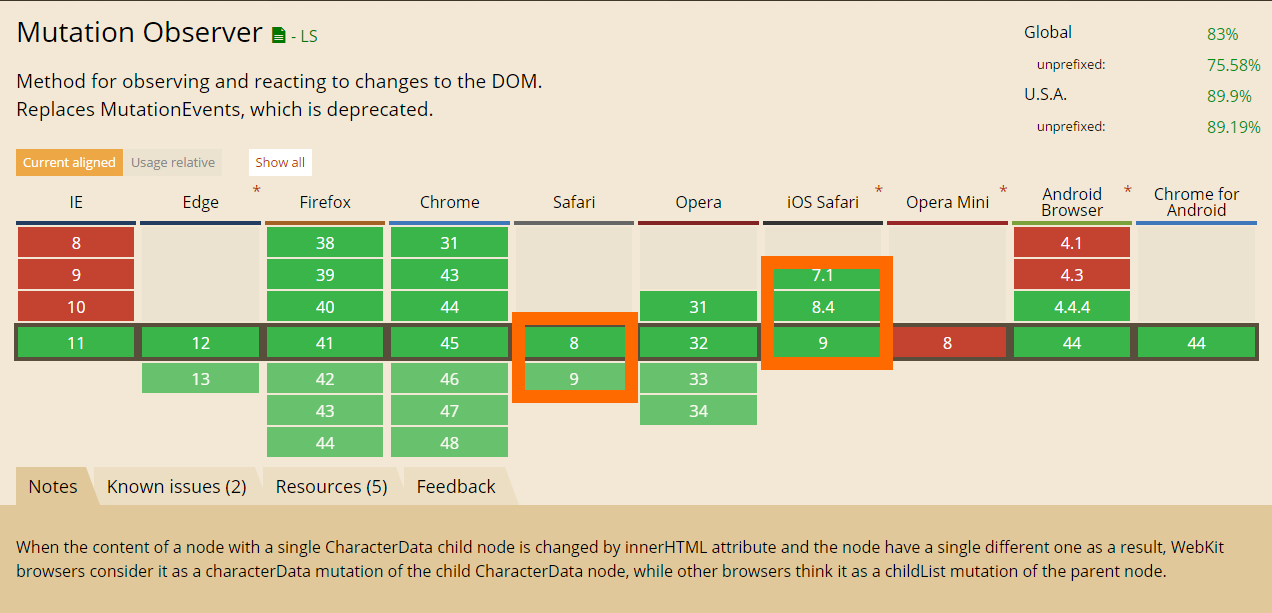 Mutation Observer - LS
Method for observing and reacting to changes to the DOM.
Replaces MutationEvents, which is deprecated.
Global 83%
unprefixed: 75.58%
U.S.A. 89.9%
unprefixed: 89.19%
Current aligned Usage relative Show all
IE Edge * Firefox Chrome Safari Opera iOS Safari * Opera Mini * Android Browser * Chrome for Android
8 38 31 4.1
9 39 43 7.1 4.3
10 40 44 31 8.4 4.4.4
11 12 41 45 8 32 9 8 44 44
13 42 46 9 33
43 47 34
44 48
Notes Known issues (2) Resources (5) Feedback
When the content of a node with a single CharacterData child node is changed by innerHTML attribute and the node have a single different one as a result, WebKit
browsers consider it as a characterData mutation of the child CharacterData node, while other browsers think it as a childList mutation of the parent node.